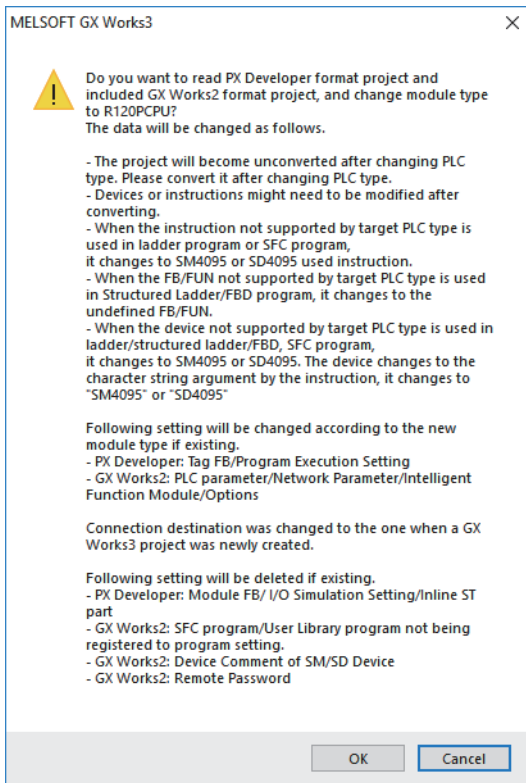 MELSOFT GX Works3
Do you want to read PX Developer format project and
included GX Works2 format project, and change module type
to R120PCPU?
The data will be changed as follows.
- The project will become unconverted after changing PLC
type. Please convert it after changing PLC type.
- Devices or instructions might need to be modified after
converting.
- When the instruction not supported by target PLC type is
used in ladder program or SFC program,
it changes to SM4095 or SD4095 used instruction.
- When the FB/FUN not supported by target PLC type is used
in Structured Ladder/FBD program, it changes to the
undefined FB/FUN.
- When the device not supported by target PLC type is used in
ladder/structured ladder/FBD, SFC program,
it changes to SM4095 or SD4095. The device changes to the
character string argument by the instruction, it changes to
"SM4095" or "SD4095"
Following setting will be changed according to the new
module type if existing.
- PX Developer: Tag FB/Program Execution Setting
- GX Works2: PLC parameter/Network Parameter/Intelligent
Function Module/Options
Connection destination was changed to the one when a GX
Works3 project was newly created.
Following setting will be deleted if existing.
- PX Developer: Module FB/ I/O Simulation Setting/Inline ST
part
- GX Works2: SFC program/User Library program not being
registered to program setting.
- GX Works2: Device Comment of SM/SD Device
- GX Works2: Remote Password
OK
Cancel